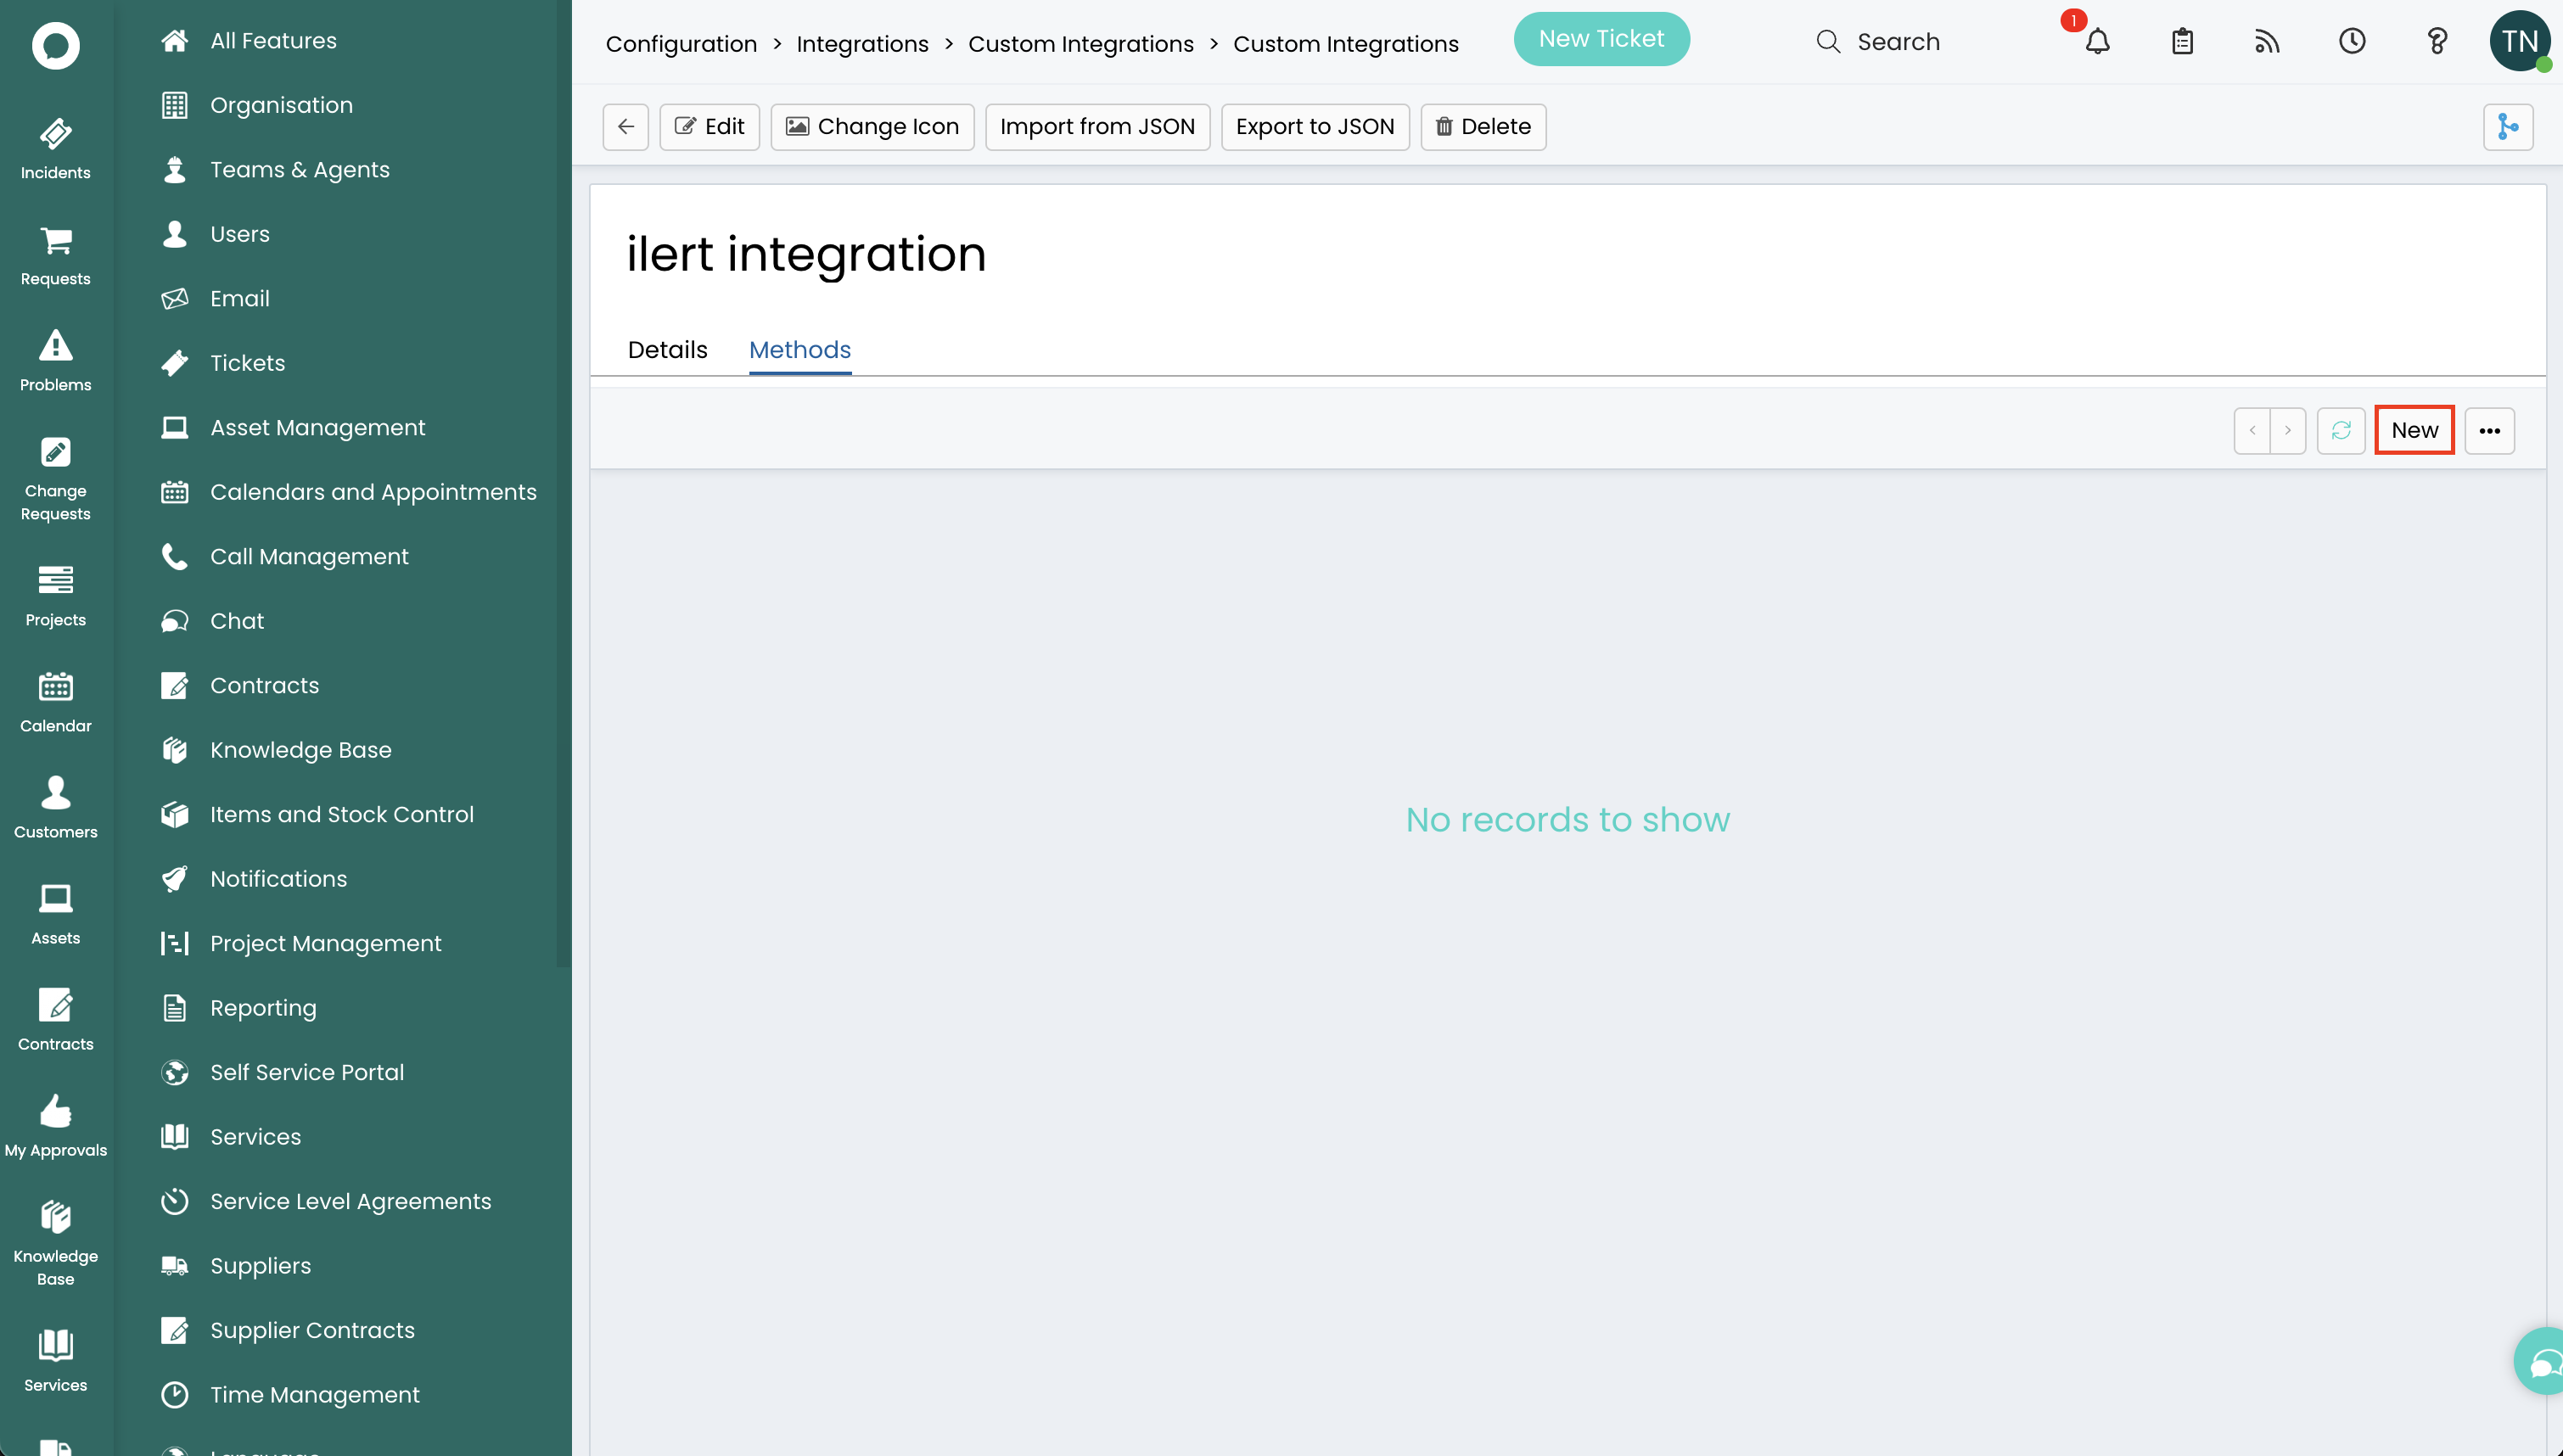 Incidents
Requests
Problems
Change
Requests
Projects
Calendar
Customers
Assets
Contracts
My Approvals
Knowledge
Base
Services
All Features
Organisation
Teams & Agents
Users
Email
Tickets
Asset Management
Calendars and Appointments
Call Management
Chat
Contracts
Knowledge Base
Items and Stock Control
Notifications
Project Management
Reporting
Self Service Portal
Services
Service Level Agreements
Suppliers
Supplier Contracts
Time Management
Configuration > Integrations > Custom Integrations > Custom Integrations
New Ticket
Search
1
TN
Edit
Change Icon
Import from JSON
Export to JSON
Delete
ilert integration
Details
Methods
New
No records to show